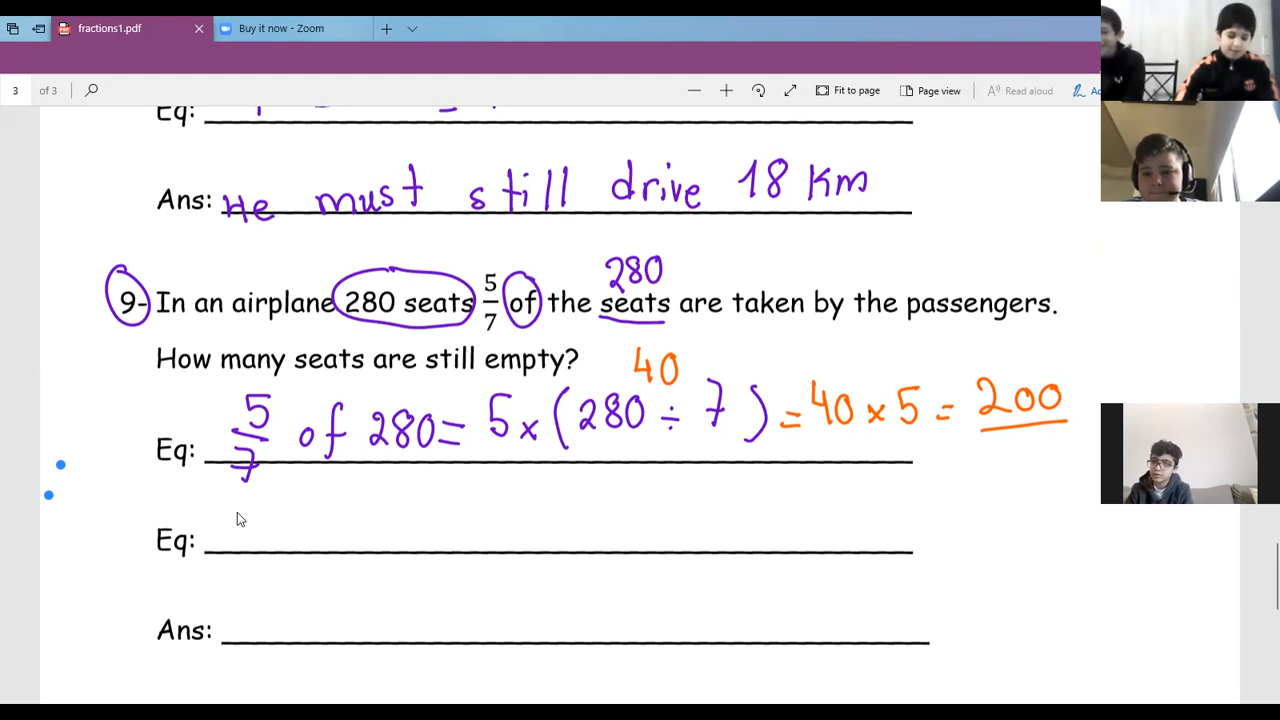 fractions1.pdf
Buy it now - Zoom
3 of 3
Fit to page
Page view
Read aloud
Eq:
Ans: He must still drive 18 Km
280
9- In an airplane 280 seats 5/7 of the seats are taken by the passengers.
How many seats are still empty?
40
Eq: 5/7 of 280 = 5 × (280 ÷ 7) = 40 × 5 = 200
Eq:
Ans: